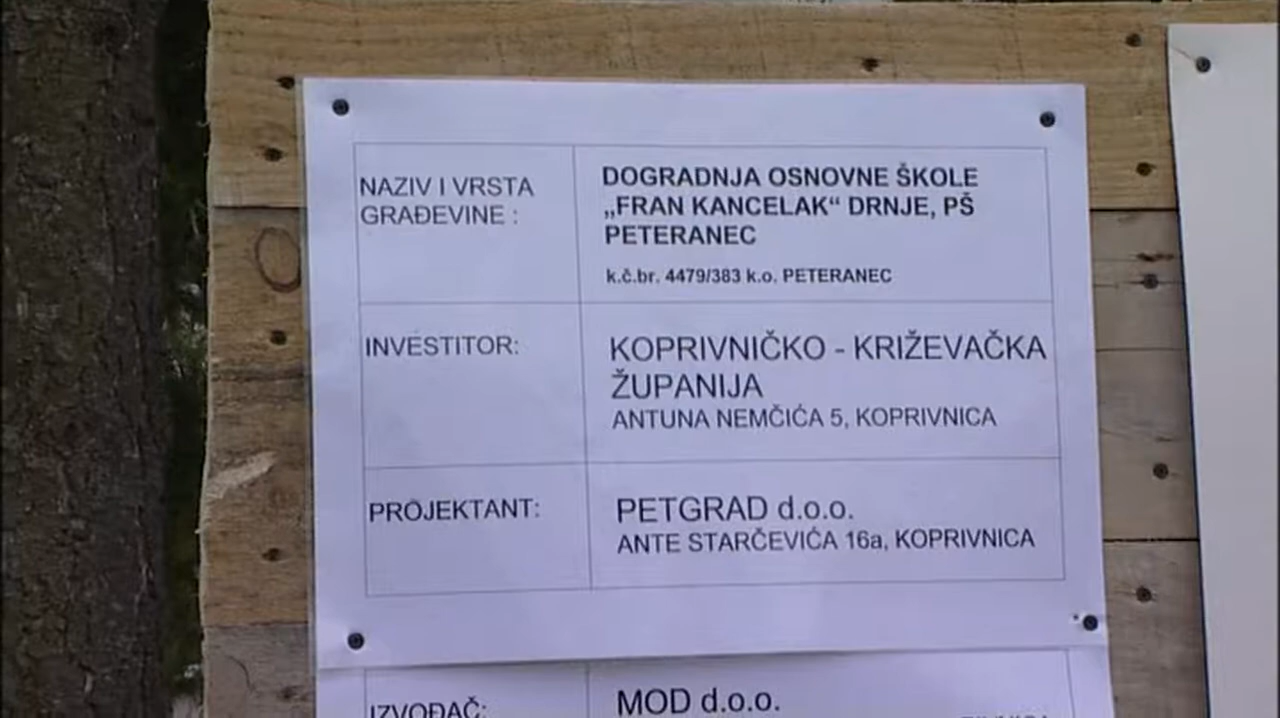 NAZIV I VRSTA
GRAĐEVINE :
DOGRADNJA OSNOVNE ŠKOLE
„FRAN KANCELAK“ DRNJE, PŠ
PETERANEC
k.č.br. 4479/383 k.o. PETERANEC
INVESTITOR:
KOPRIVNIČKO - KRIŽEVAČKA
ŽUPANIJA
ANTUNA NEMČIĆA 5, KOPRIVNICA
PROJEKTANT:
PETGRAD d.o.o.
ANTE STARČEVIĆA 16a, KOPRIVNICA
IZVOĐAČ:
MOD d.o.o.